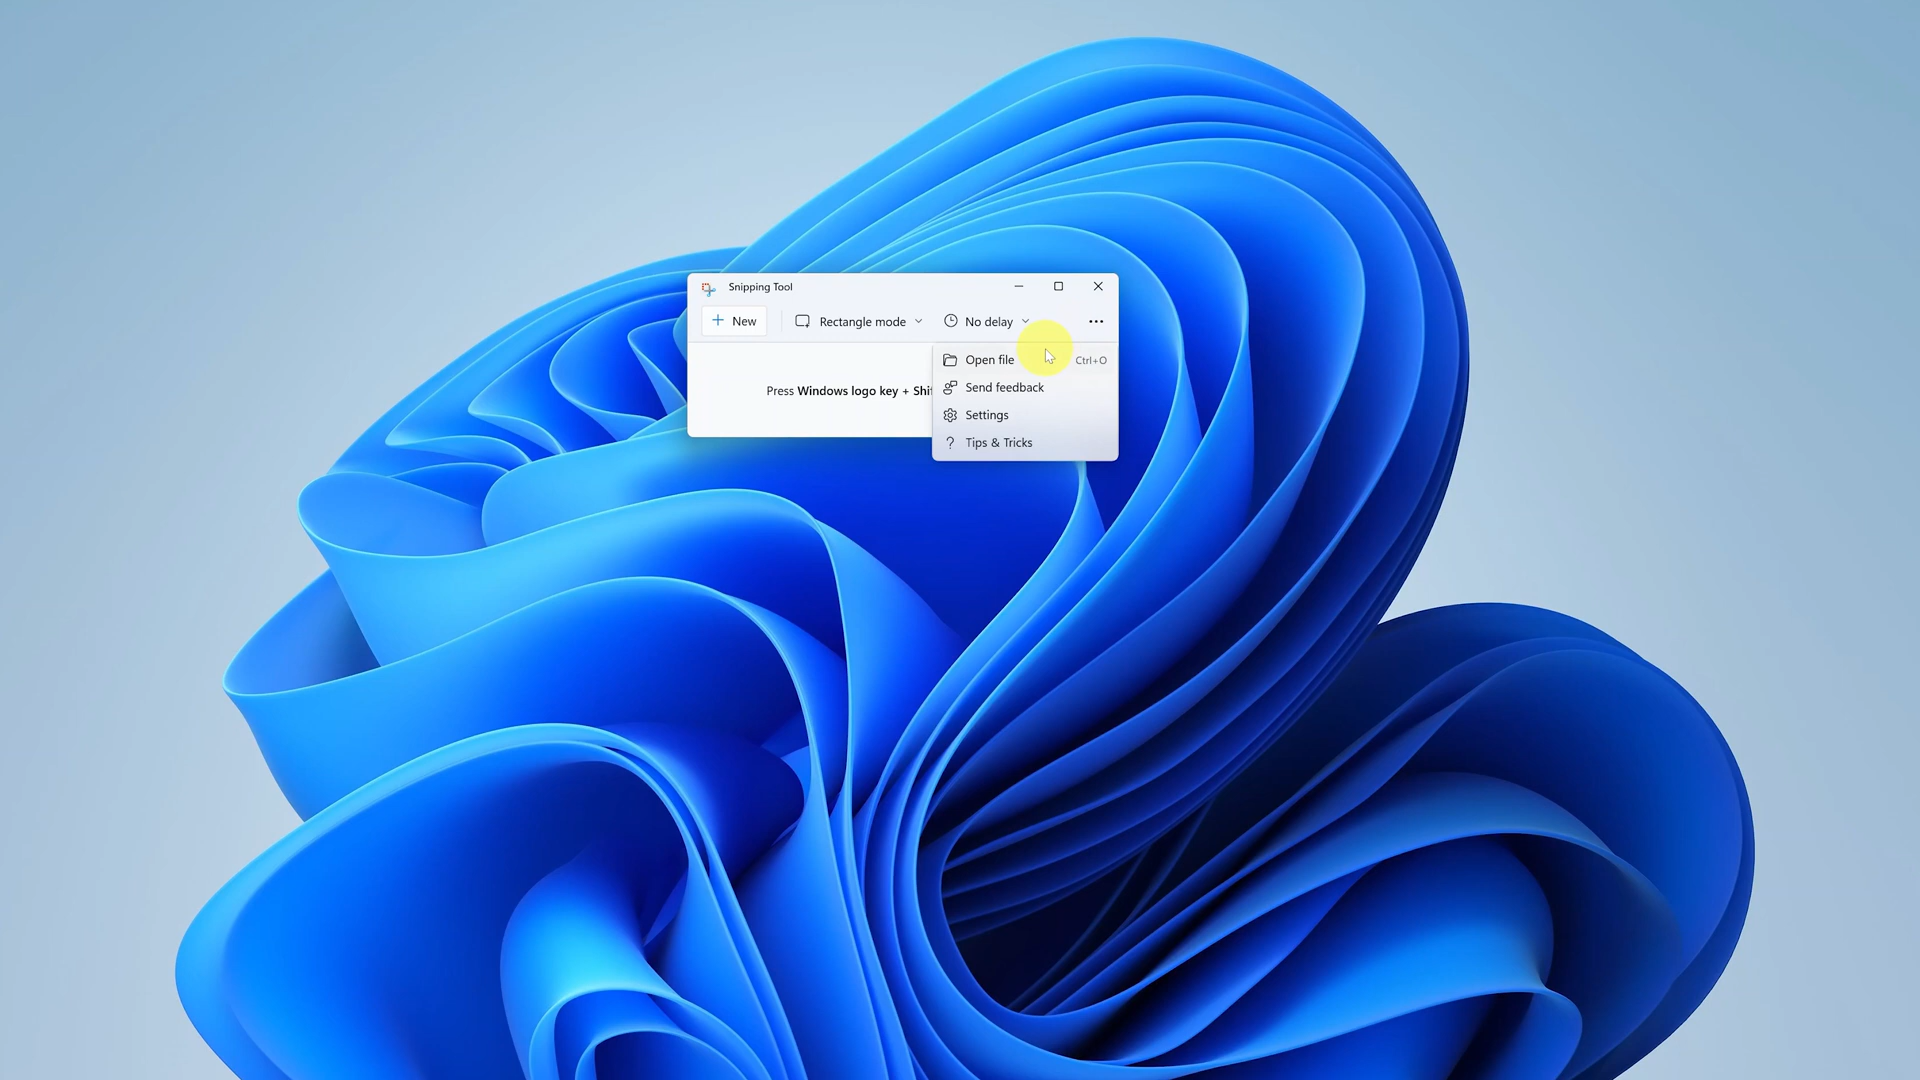 Snipping Tool
New Rectangle mode No delay
Open file Ctrl+O
Press Windows logo key + Shif
Send feedback
Settings
? Tips & Tricks